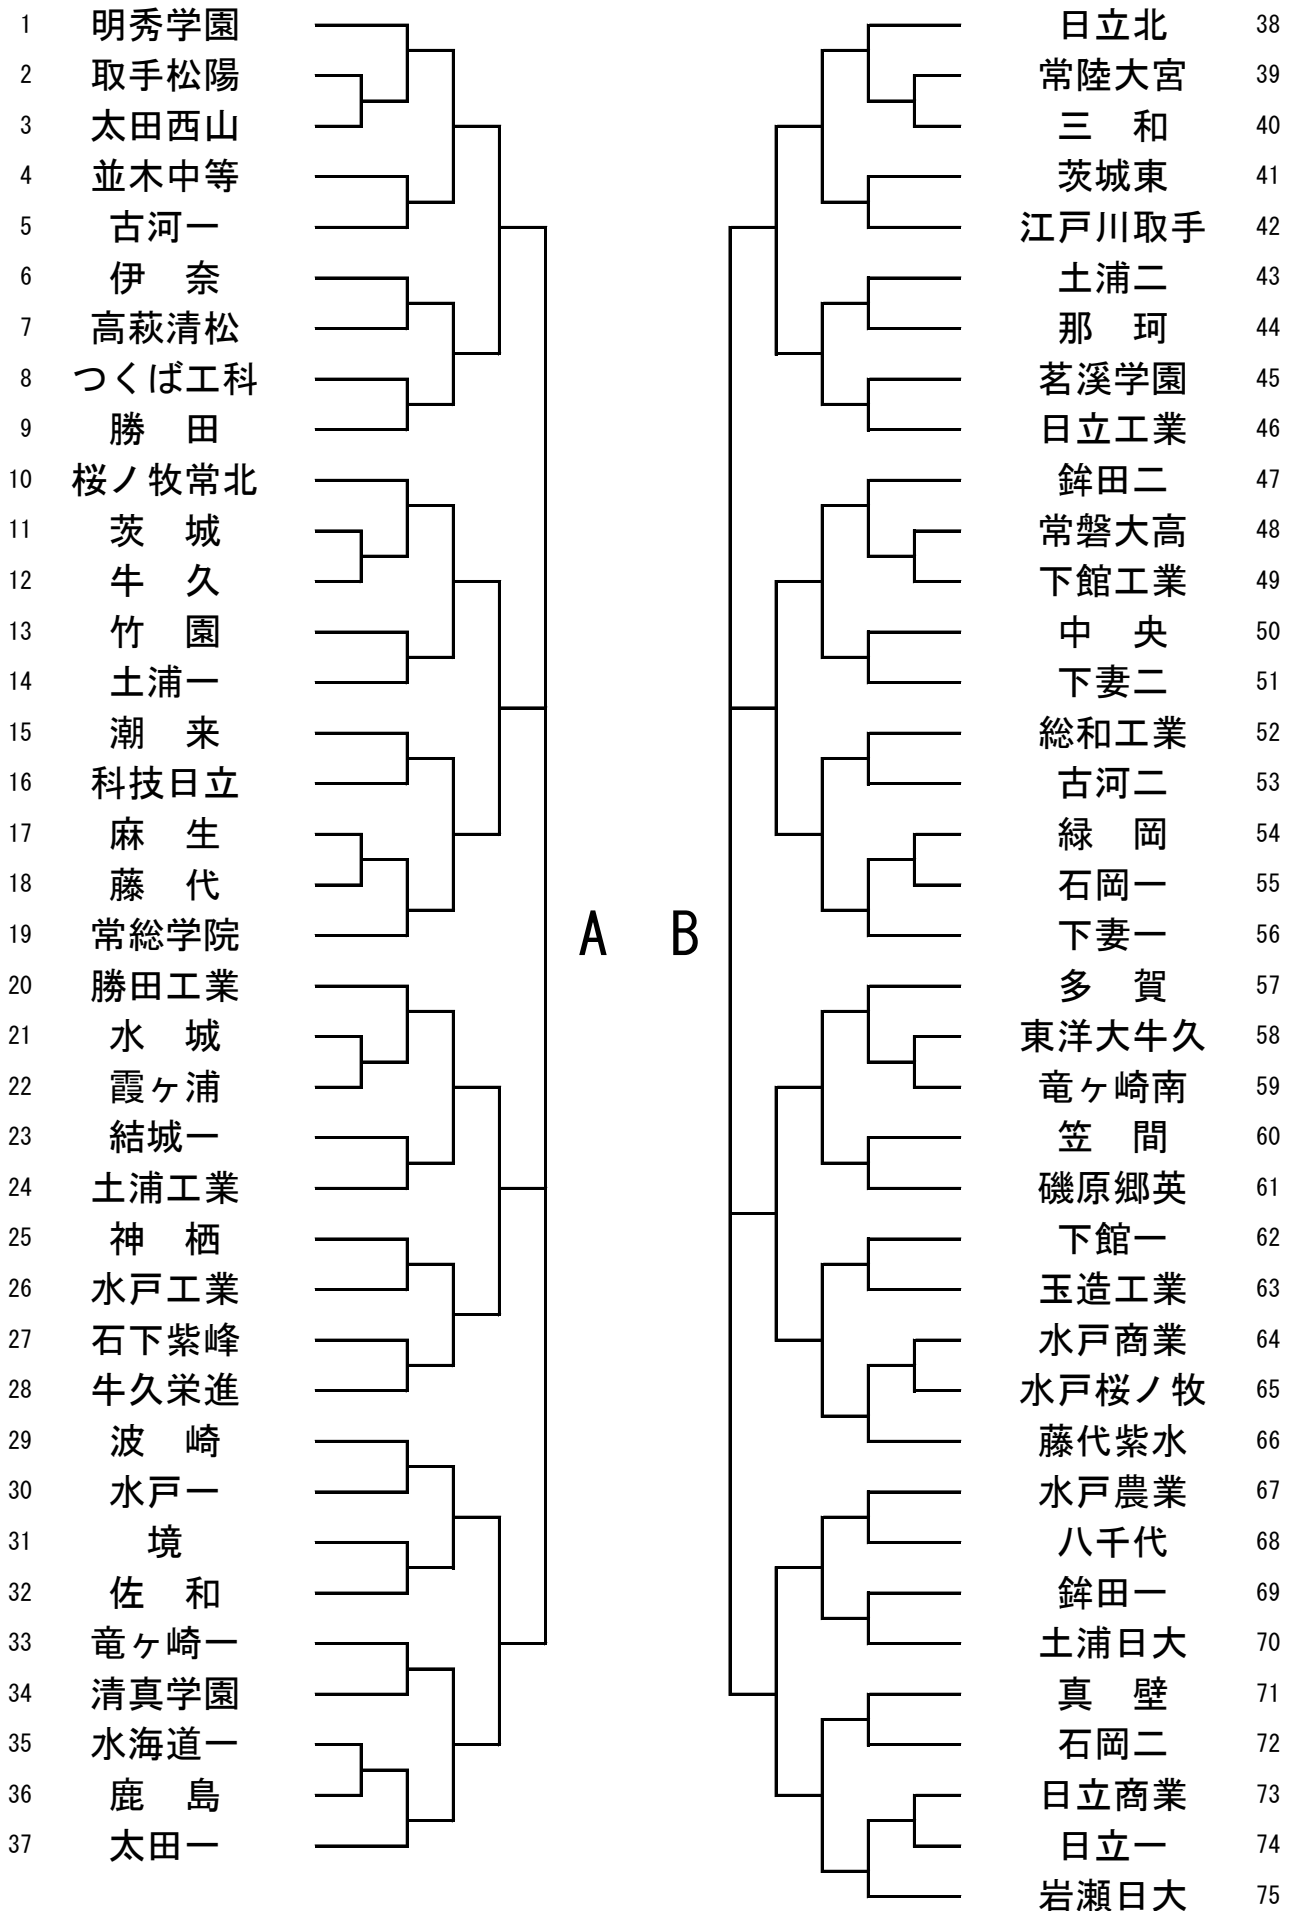 1 明秀学園 日立北 38
2 取手松陽 常陸大宮 39
3 太田西山 三　和 40
4 並木中等 茨城東 41
5 古河一 江戸川取手 42
6 伊　奈 土浦二 43
7 高萩清松 那　珂 44
8 つくば工科 茗溪学園 45
9 勝　田 日立工業 46
10 桜ノ牧常北 鉾田二 47
11 茨　城 常磐大高 48
12 牛　久 下館工業 49
13 竹　園 中　央 50
14 土浦一 下妻二 51
15 潮　来 総和工業 52
16 科技日立 古河二 53
17 麻　生 緑　岡 54
18 藤　代 石岡一 55
19 常総学院 A B 下妻一 56
20 勝田工業 多　賀 57
21 水　城 東洋大牛久 58
22 霞ヶ浦 竜ヶ崎南 59
23 結城一 笠　間 60
24 土浦工業 磯原郷英 61
25 神　栖 下館一 62
26 水戸工業 玉造工業 63
27 石下紫峰 水戸商業 64
28 牛久栄進 水戸桜ノ牧 65
29 波　崎 藤代紫水 66
30 水戸一 水戸農業 67
31 境 八千代 68
32 佐　和 鉾田一 69
33 竜ヶ崎一 土浦日大 70
34 清真学園 真　壁 71
35 水海道一 石岡二 72
36 鹿　島 日立商業 73
37 太田一 日立一 74
岩瀬日大 75